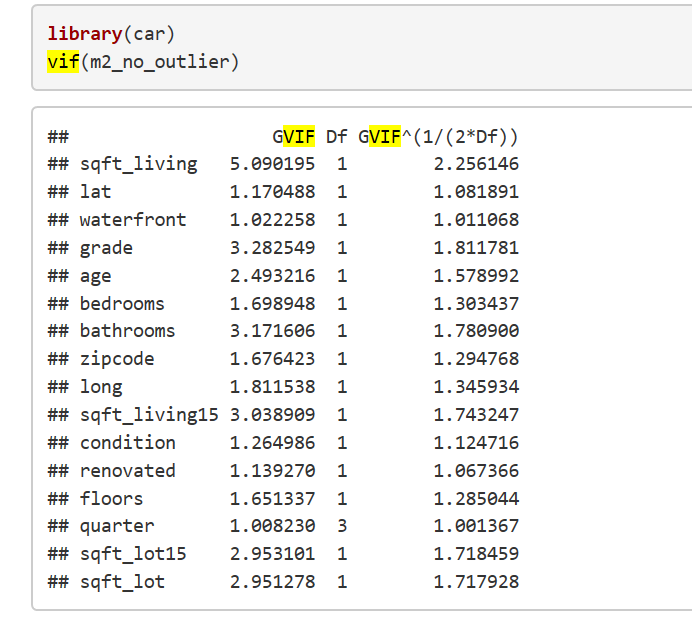 library(car)
vif(m2_no_outlier)
## GVIF Df GVIF^(1/(2*Df))
## sqft_living 5.090195 1 2.256146
## lat 1.170488 1 1.081891
## waterfront 1.022258 1 1.011068
## grade 3.282549 1 1.811781
## age 2.493216 1 1.578992
## bedrooms 1.698948 1 1.303437
## bathrooms 3.171606 1 1.780900
## zipcode 1.676423 1 1.294768
## long 1.811538 1 1.345934
## sqft_living15 3.038909 1 1.743247
## condition 1.264986 1 1.124716
## renovated 1.139270 1 1.067366
## floors 1.651337 1 1.285044
## quarter 1.008230 3 1.001367
## sqft_lot15 2.953101 1 1.718459
## sqft_lot 2.951278 1 1.717928